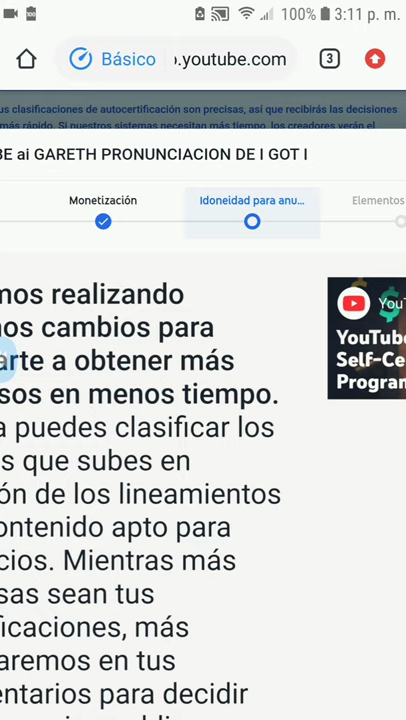 100% 3:11 p. m.
Básico .youtube.com 3
us clasificaciones de autocertificación son precisas, así que recibirás las decisiones
más rápido. Si nuestros sistemas necesitan más tiempo, los creadores verán el
BE ai GARETH PRONUNCIACION DE I GOT I
Monetización Idoneidad para anu... Elementos
mos realizando
nos cambios para
arte a obtener más
sos en menos tiempo.
a puedes clasificar los
s que subes en
ón de los lineamientos
ontenido apto para
cios. Mientras más
sas sean tus
ficaciones, más
aremos en tus
entarios para decidir
YouT
YouTube
Self-Ce
Program